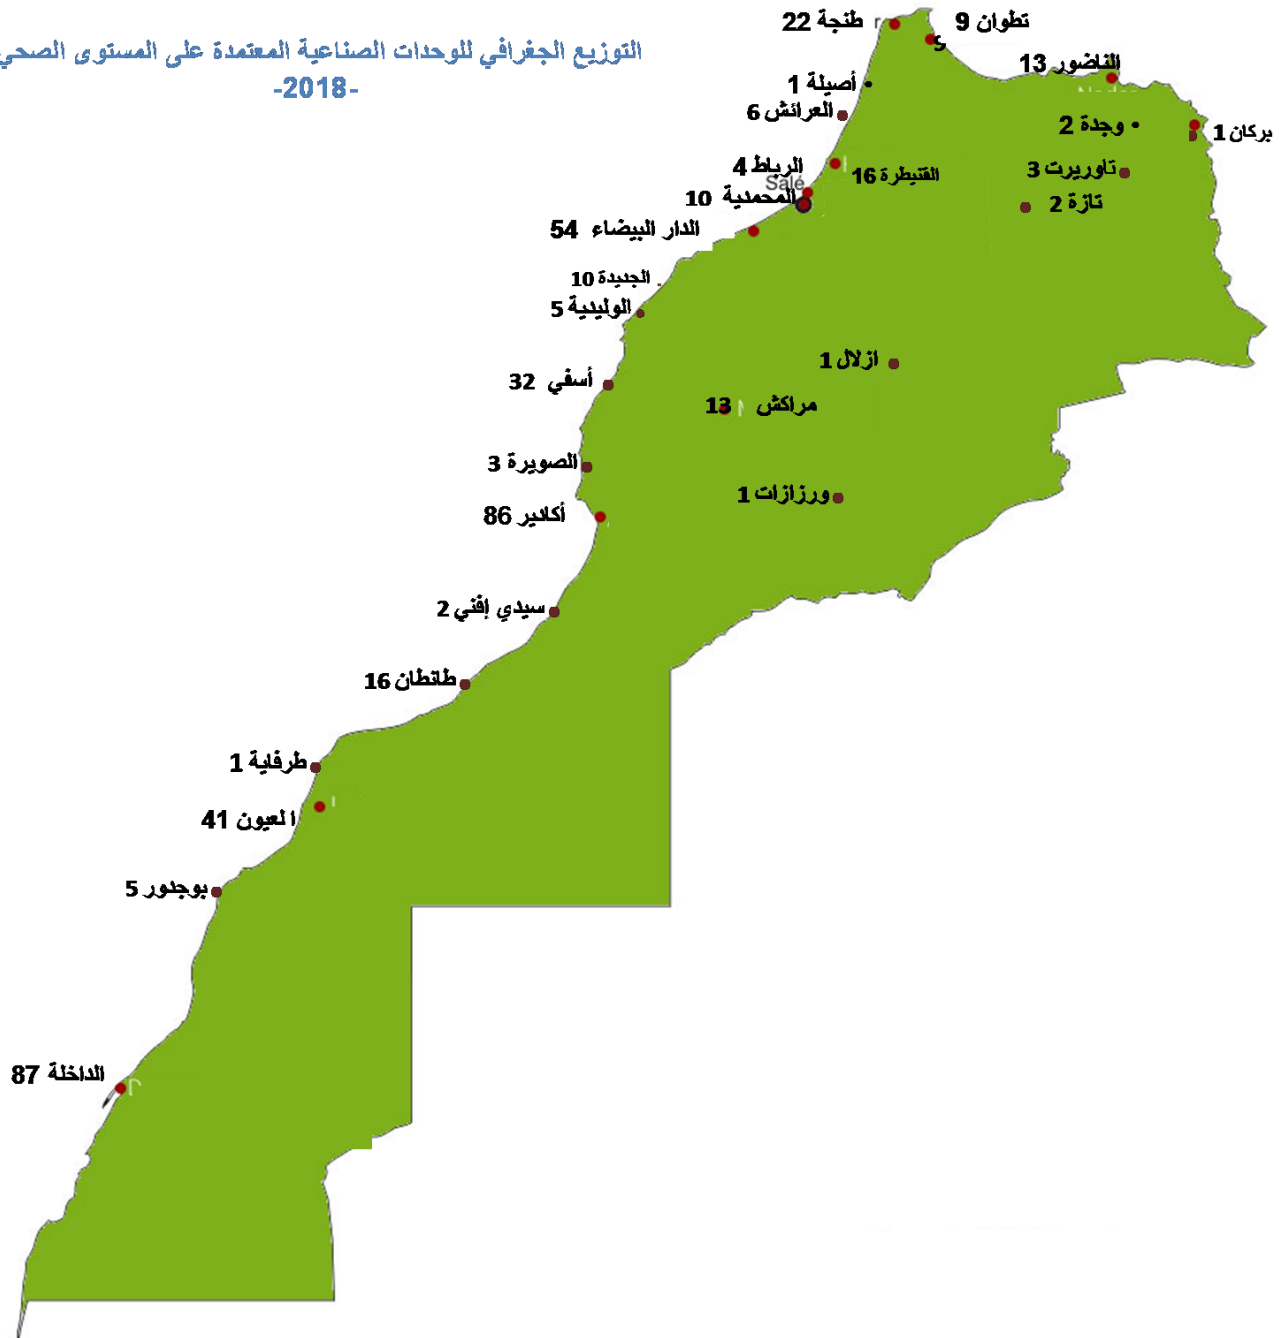 التوزيع الجغرافي للوحدات الصناعية المعتمدة على المستوى الصحي
-2018-
طنجة 22
تطوان 9
الناضور 13
أصيلة 1
العرائش 6
وجدة 2
بركان 1
الرباط 4
القنيطرة 16
تاوريرت 3
Salé
المحمدية 10
تازة 2
الدار البيضاء 54
الجديدة 10
الوليدية 5
ازلال 1
أسفي 32
مراكش 13
الصويرة 3
ورزازات 1
أكادير 86
سيدي إفني 2
طانطان 16
طرفاية 1
العيون 41
بوجدور 5
الداخلة 87